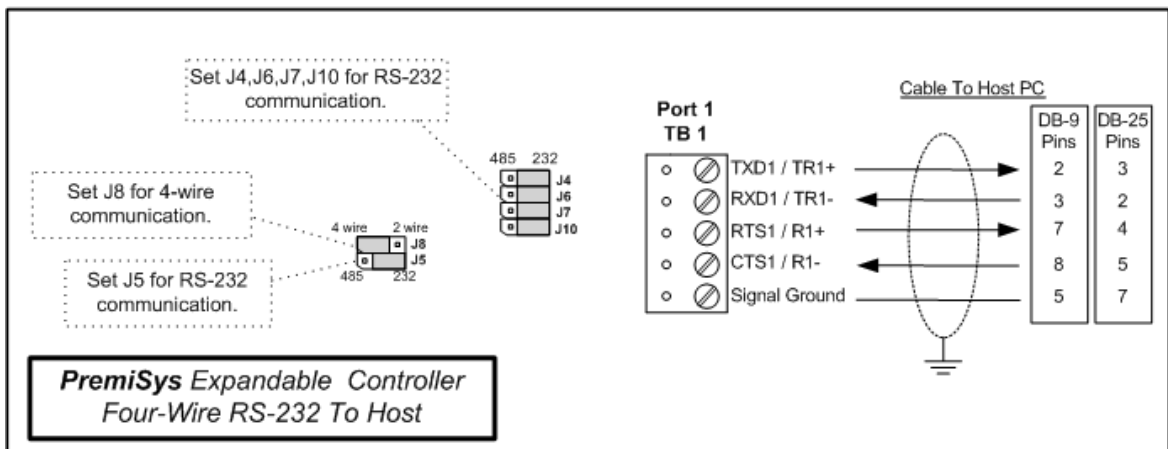 Set J4,J6,J7,J10 for RS-232
communication.
Set J8 for 4-wire
communication.
Set J5 for RS-232
communication.
485 232
J4
J6
J7
J10
4 wire 2 wire
J8
J5
485 232
Port 1
TB 1
TXD1 / TR1+
RXD1 / TR1-
RTS1 / R1+
CTS1 / R1-
Signal Ground
Cable To Host PC
DB-9 DB-25
Pins Pins
2 3
3 2
7 4
8 5
5 7
PremiSys Expandable Controller
Four-Wire RS-232 To Host